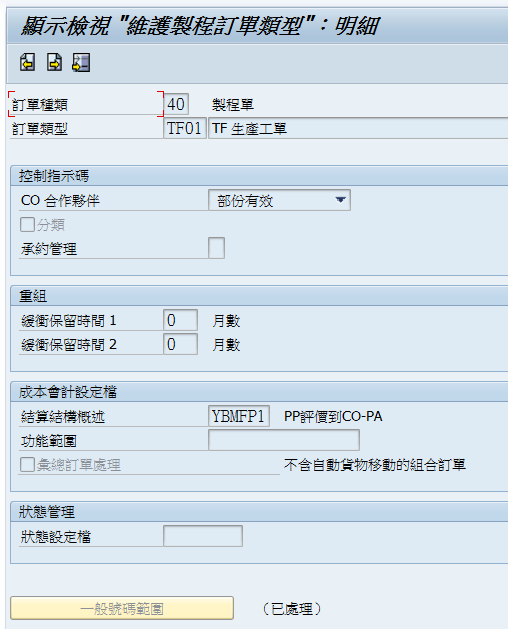 顯示檢視 "維護製程訂單類型"：明細
訂單種類 40 製程單
訂單類型 TF01 TF 生產工單
控制指示碼
CO 合作夥伴 部份有效
分類
承約管理
重組
緩衝保留時間 1 0 月數
緩衝保留時間 2 0 月數
成本會計設定檔
結算結構概述 YBMFP1 PP評價到CO-PA
功能範圍
彙總訂單處理 不含自動貨物移動的組合訂單
狀態管理
狀態設定檔
一般號碼範圍 （已處理）